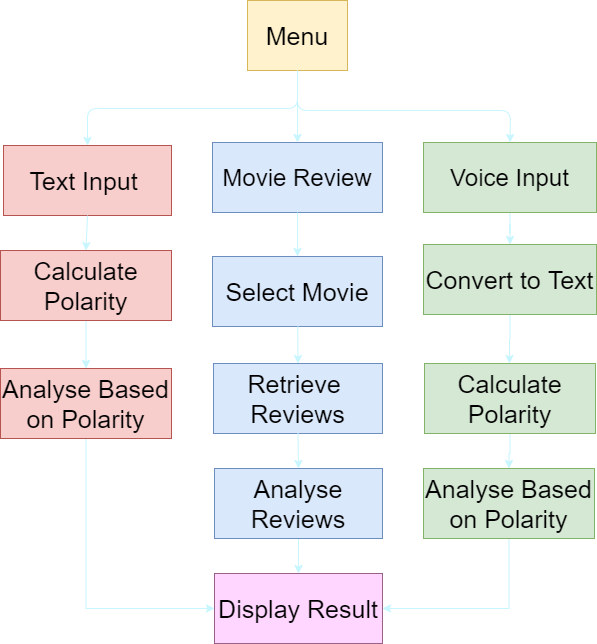 Menu
Text Input
Movie Review
Voice Input
Calculate
Polarity
Select Movie
Convert to Text
Analyse Based
on Polarity
Retrieve
Reviews
Calculate
Polarity
Analyse
Reviews
Analyse Based
on Polarity
Display Result